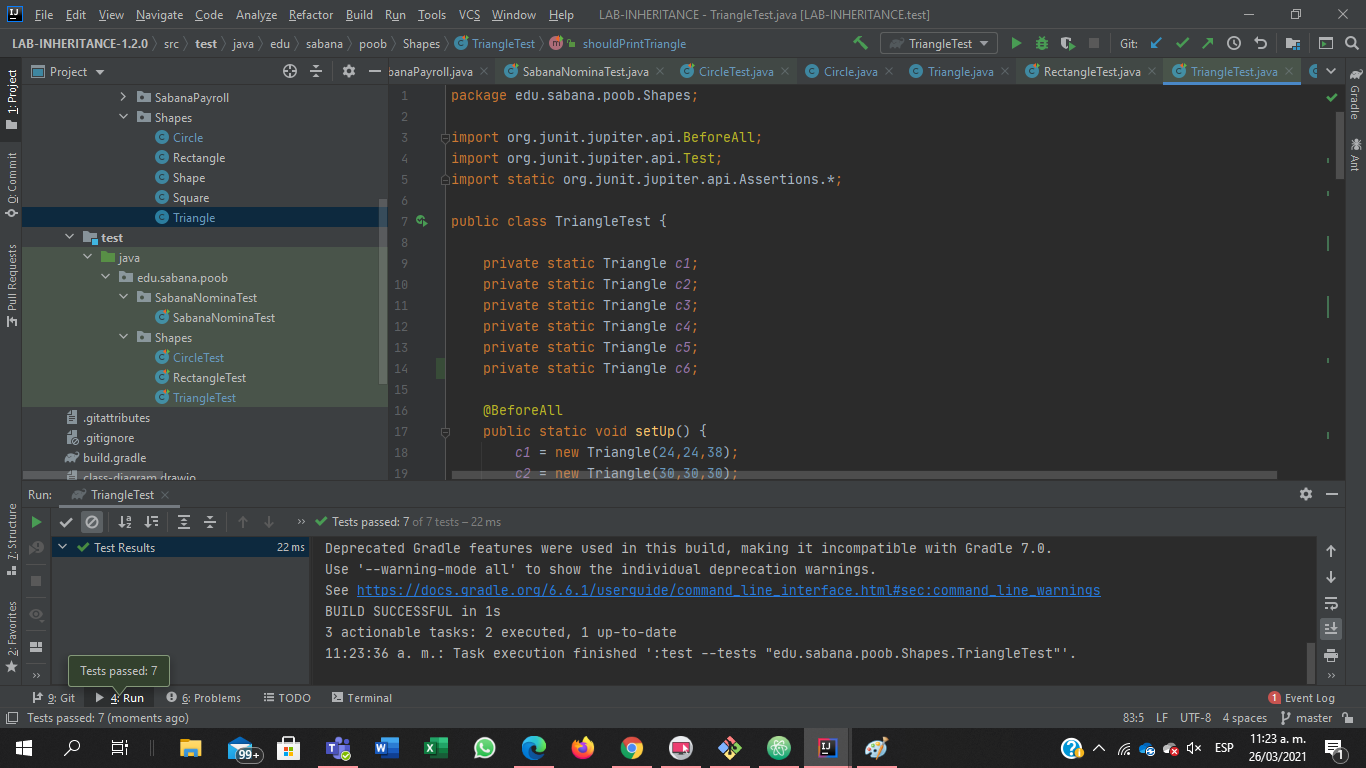 File Edit View Navigate Code Analyze Refactor Build Run Tools VCS Window Help LAB-INHERITANCE - TriangleTest.java [LAB-INHERITANCE.test]
LAB-INHERITANCE-1.2.0 src test java edu sabana poob Shapes TriangleTest shouldPrintTriangle TriangleTest Git:
Project
banaPayroll.java SabanaNominaTest.java CircleTest.java Circle.java Triangle.java RectangleTest.java TriangleTest.java
1: Project
0: Commit
Pull Requests
Z: Structure
2: Favorites
SabanaPayroll
Shapes
Circle
Rectangle
Shape
Square
Triangle
test
java
edu.sabana.poob
SabanaNominaTest
SabanaNominaTest
Shapes
CircleTest
RectangleTest
TriangleTest
.gitattributes
.gitignore
build.gradle
class-diagram.drawio
1 package edu.sabana.poob.Shapes;
2
3 import org.junit.jupiter.api.BeforeAll;
4 import org.junit.jupiter.api.Test;
5 import static org.junit.jupiter.api.Assertions.*;
6
7 public class TriangleTest {
8
9 private static Triangle c1;
10 private static Triangle c2;
11 private static Triangle c3;
12 private static Triangle c4;
13 private static Triangle c5;
14 private static Triangle c6;
15
16 @BeforeAll
17 public static void setUp() {
18 c1 = new Triangle(24,24,38);
19 c2 = new Triangle(30,30,30);
Gradle
Ant
Run: TriangleTest
Tests passed: 7 of 7 tests – 22 ms
Test Results 22 ms
Deprecated Gradle features were used in this build, making it incompatible with Gradle 7.0.
Use '--warning-mode all' to show the individual deprecation warnings.
See https://docs.gradle.org/6.6.1/userguide/command_line_interface.html#sec:command_line_warnings
BUILD SUCCESSFUL in 1s
3 actionable tasks: 2 executed, 1 up-to-date
11:23:36 a. m.: Task execution finished ':test --tests "edu.sabana.poob.Shapes.TriangleTest"'.
Tests passed: 7
9: Git 4: Run 6: Problems TODO Terminal 1 Event Log
Tests passed: 7 (moments ago) 83:5 LF UTF-8 4 spaces master
99+ ESP 11:23 a. m.
26/03/2021 1